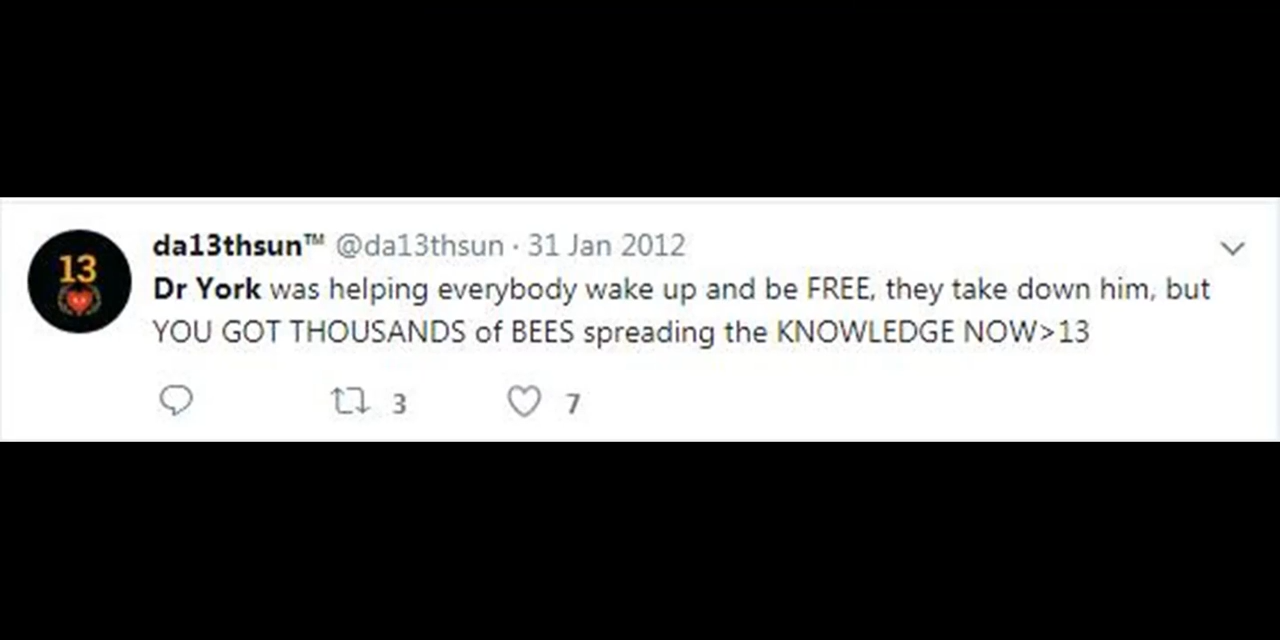 13
da13thsun™ @da13thsun · 31 Jan 2012
Dr York was helping everybody wake up and be FREE, they take down him, but
YOU GOT THOUSANDS of BEES spreading the KNOWLEDGE NOW>13
3 7